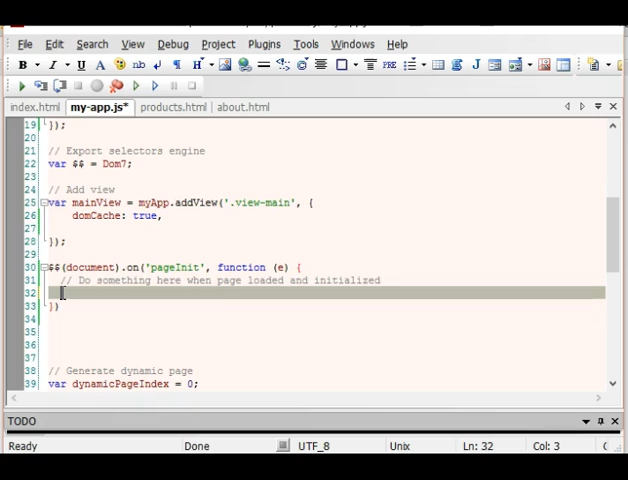 File Edit Search View Debug Project Plugins Tools Windows Help
B I U nb PRE J
index.html my-app.js* products.html about.html
19 });
20
21 // Export selectors engine
22 var $$ = Dom7;
23
24 // Add view
25 var mainView = myApp.addView('.view-main', {
26 domCache: true,
27
28 });
29
30 $$(document).on('pageInit', function (e) {
31 // Do something here when page loaded and initialized
32
33 })
34
35
36
37
38 // Generate dynamic page
39 var dynamicPageIndex = 0;
TODO
Ready Done UTF_8 Unix Ln: 32 Col: 3